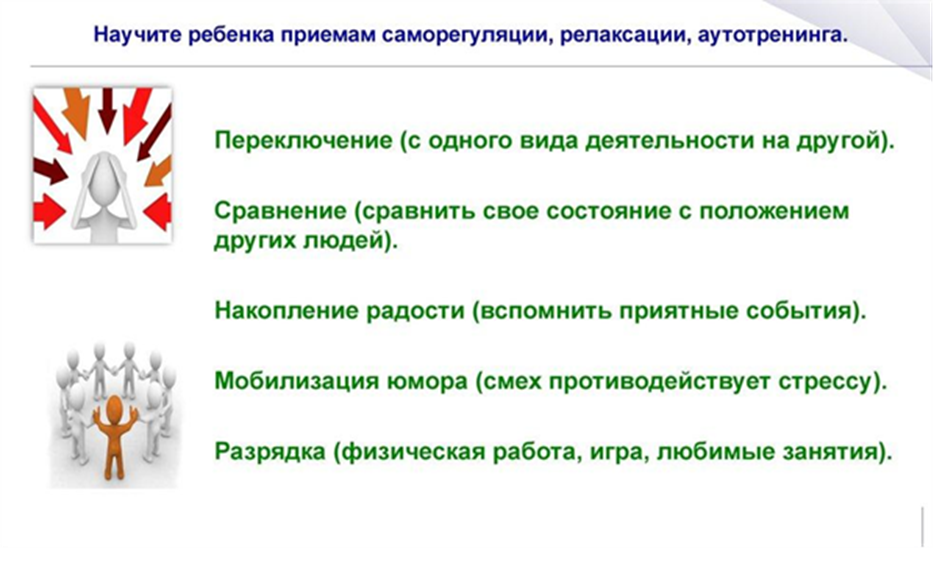 Научите ребенка приемам саморегуляции, релаксации, аутотренинга.
Переключение (с одного вида деятельности на другой).
Сравнение (сравнить свое состояние с положением
других людей).
Накопление радости (вспомнить приятные события).
Мобилизация юмора (смех противодействует стрессу).
Разрядка (физическая работа, игра, любимые занятия).